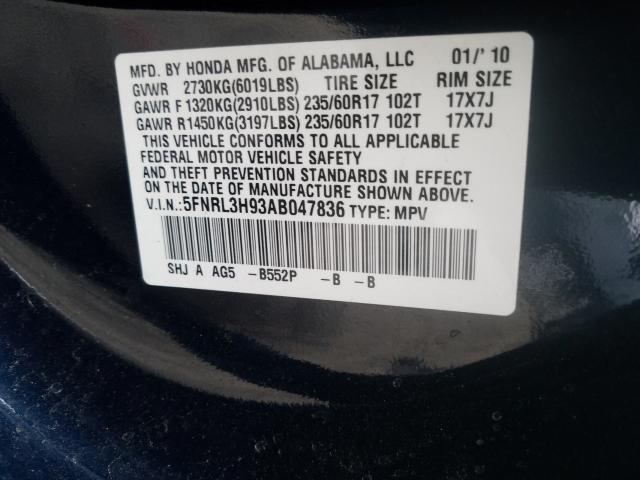 MFD. BY HONDA MFG. OF ALABAMA, LLC 01/'10
GVWR 2730KG(6019LBS) TIRE SIZE RIM SIZE
GAWR F 1320KG(2910LBS) 235/60R17 102T 17X7J
GAWR R1450KG(3197LBS) 235/60R17 102T 17X7J
THIS VEHICLE CONFORMS TO ALL APPLICABLE
FEDERAL MOTOR VEHICLE SAFETY
AND THEFT PREVENTION STANDARDS IN EFFECT ON THE
DATE OF MANUFACTURE SHOWN ABOVE.
V.I.N.: 5FNRL3H93AB047836 TYPE: MPV
SHJ A AG5 -B552P -B -B